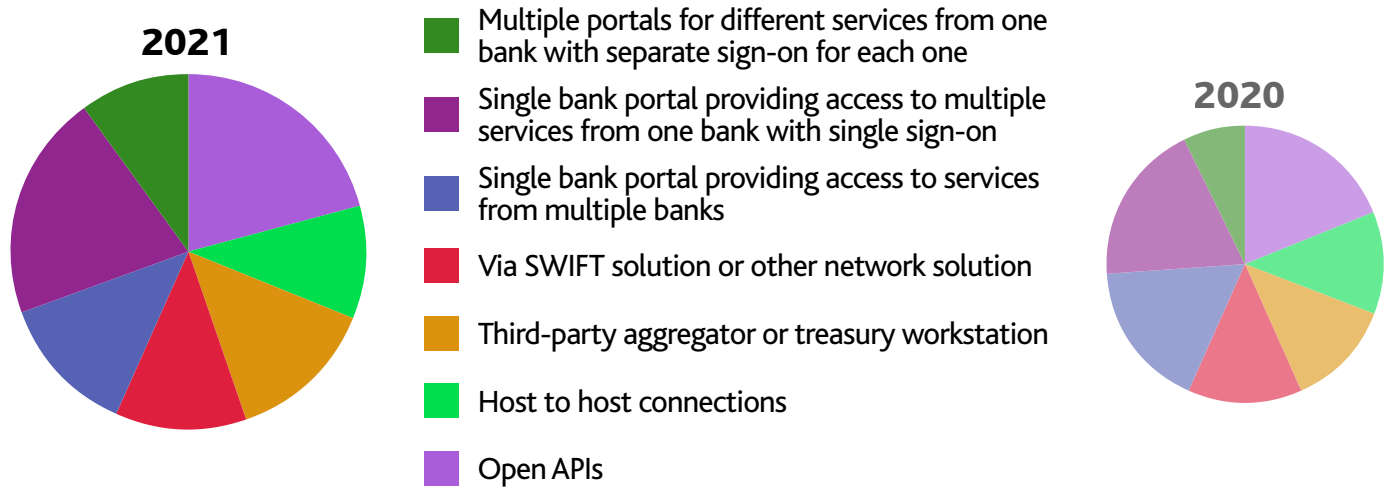 2021
Multiple portals for different services from one
bank with separate sign-on for each one
Single bank portal providing access to multiple
services from one bank with single sign-on
Single bank portal providing access to services
from multiple banks
Via SWIFT solution or other network solution
Third-party aggregator or treasury workstation
Host to host connections
Open APIs
2020